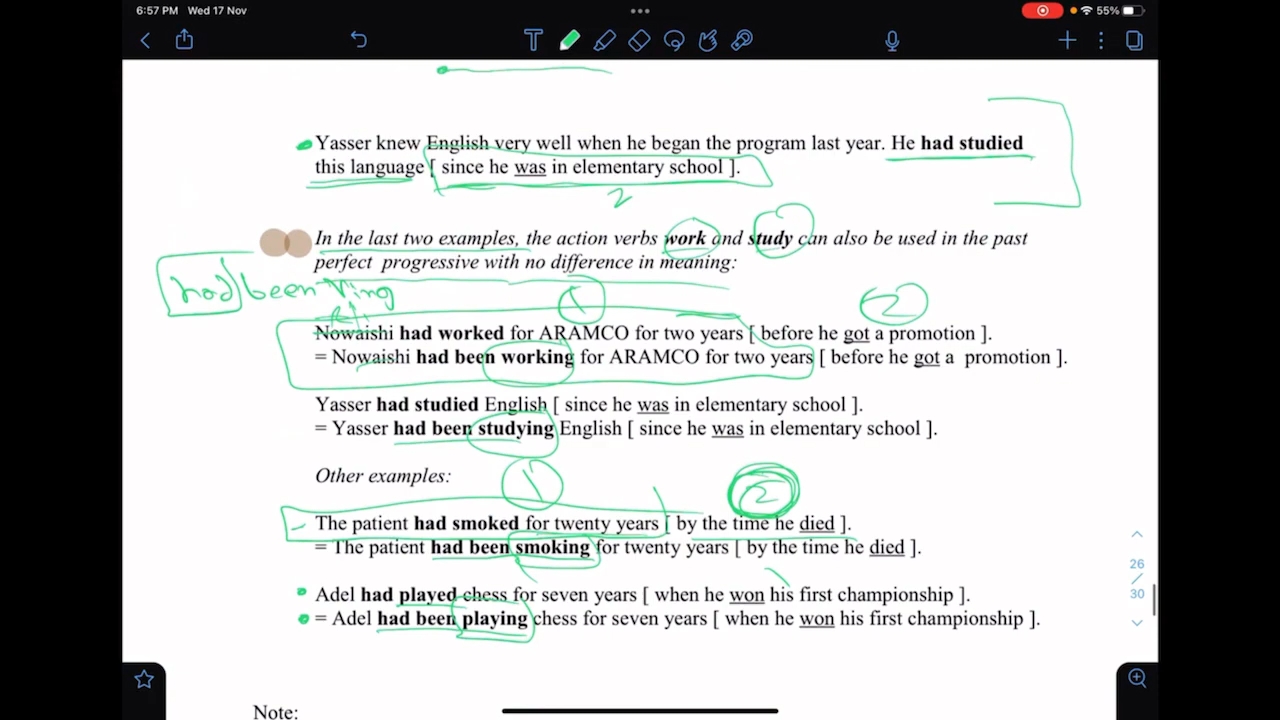 6:57 PM Wed 17 Nov
55%
Yasser knew English very well when he began the program last year. He had studied
this language [ since he was in elementary school ].
2
In the last two examples, the action verbs work and study can also be used in the past
perfect progressive with no difference in meaning:
had been Ving
1 2
Nowaishi had worked for ARAMCO for two years [ before he got a promotion ].
= Nowaishi had been working for ARAMCO for two years [ before he got a promotion ].
Yasser had studied English [ since he was in elementary school ].
= Yasser had been studying English [ since he was in elementary school ].
Other examples:
1 2
The patient had smoked for twenty years [ by the time he died ].
= The patient had been smoking for twenty years [ by the time he died ].
Adel had played chess for seven years [ when he won his first championship ].
= Adel had been playing chess for seven years [ when he won his first championship ].
26
/
30
Note: